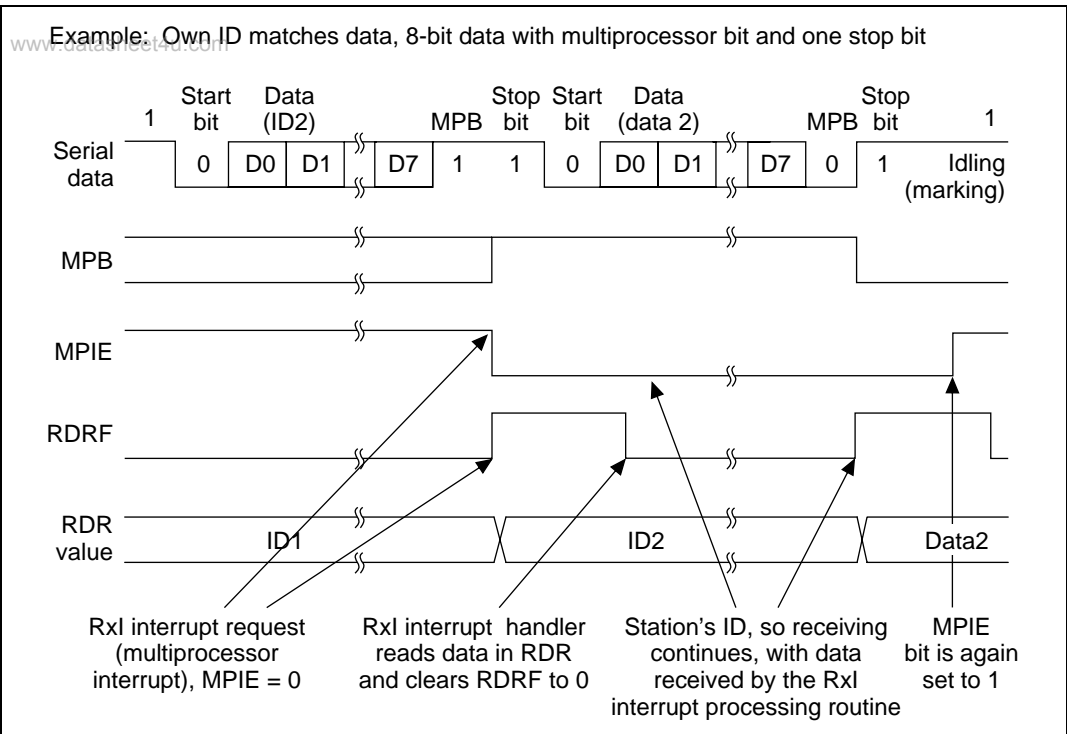 Example: Own ID matches data, 8-bit data with multiprocessor bit and one stop bit
www.datasheet4u.com
1
Start bit
Data (ID2)
MPB
Stop bit
Start bit
Data (data 2)
MPB
Stop bit
1
Serial data
0 D0 D1 D7 1 1 0 D0 D1 D7 0 1 Idling (marking)
MPB
MPIE
RDRF
RDR value
ID1 ID2 Data2
RxI interrupt request
(multiprocessor
interrupt), MPIE = 0
RxI interrupt handler
reads data in RDR
and clears RDRF to 0
Station's ID, so receiving
continues, with data
received by the RxI
interrupt processing routine
MPIE
bit is again
set to 1